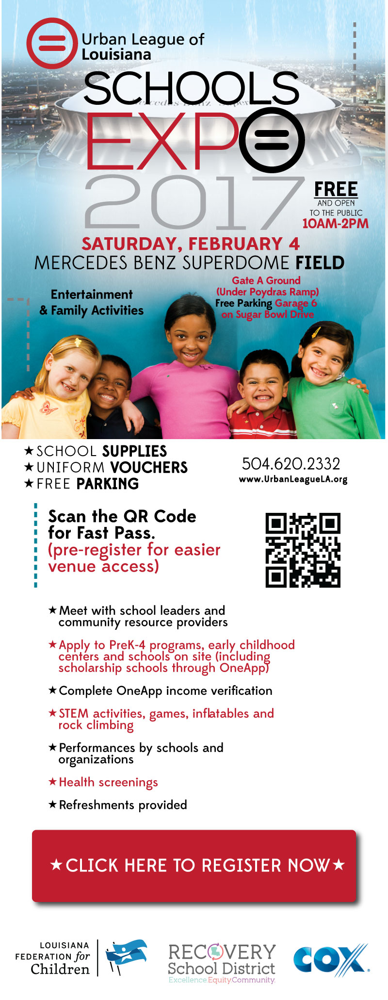 Urban League of
Louisiana
SCHOOLS
Mercedes-Benz Superdome
EXPO
2017
FREE
AND OPEN
TO THE PUBLIC
10AM-2PM
SATURDAY, FEBRUARY 4
MERCEDES BENZ SUPERDOME FIELD
Entertainment
& Family Activities
Gate A Ground
(Under Poydras Ramp)
Free Parking Garage 6
on Sugar Bowl Drive
★ SCHOOL SUPPLIES
★ UNIFORM VOUCHERS
★ FREE PARKING
504.620.2332
www.UrbanLeagueLA.org
Scan the QR Code
for Fast Pass.
(pre-register for easier
venue access)
★ Meet with school leaders and
community resource providers
★ Apply to PreK-4 programs, early childhood
centers and schools on site (including
scholarship schools through OneApp)
★ Complete OneApp income verification
★ STEM activities, games, inflatables and
rock climbing
★ Performances by schools and
organizations
★ Health screenings
★ Refreshments provided
★ CLICK HERE TO REGISTER NOW ★
LOUISIANA
FEDERATION for
Children
RECOVERY
School District
Excellence.Equity.Community.
COX